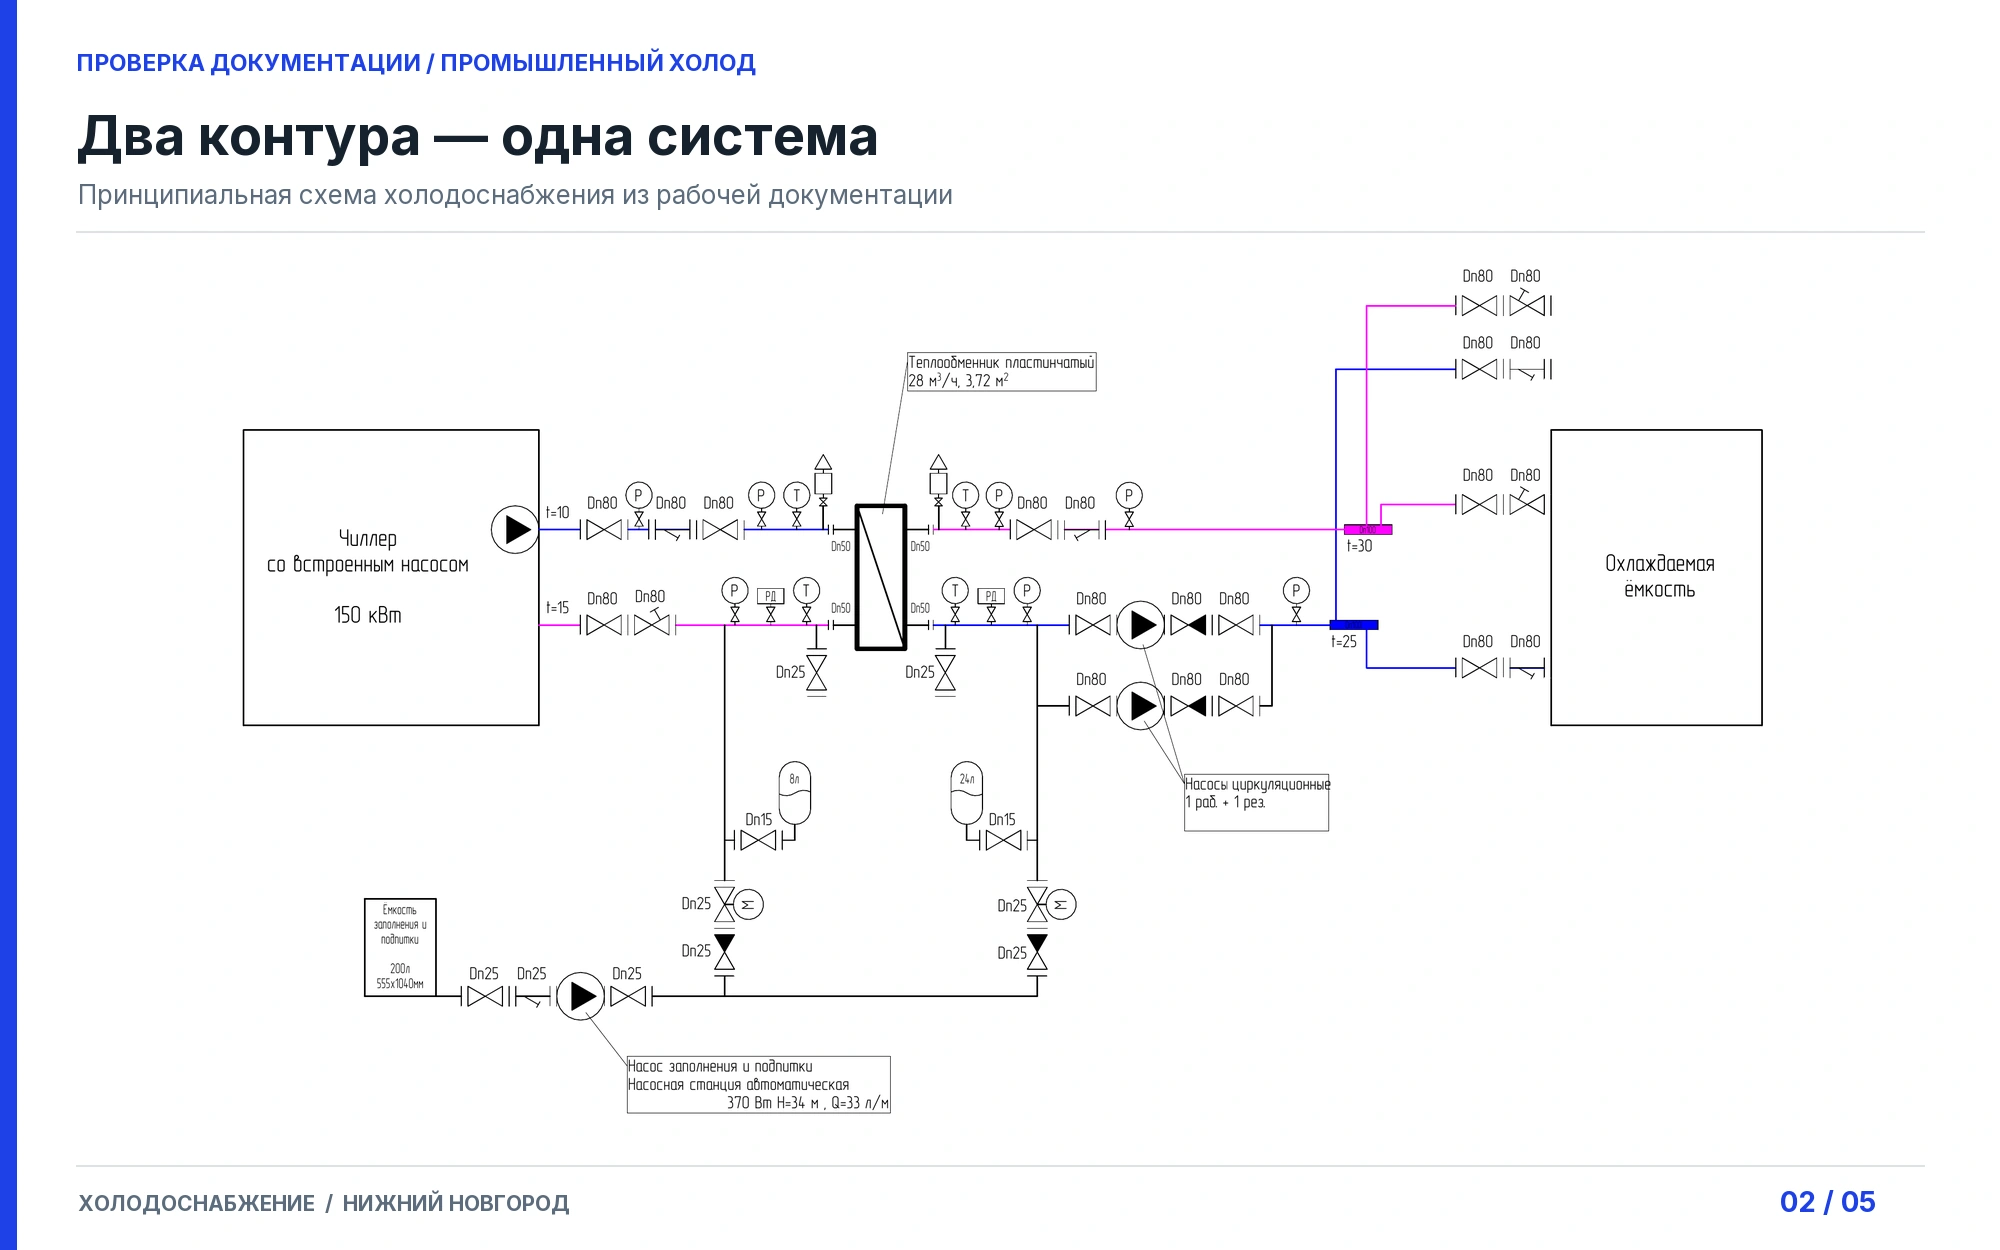 ПРОВЕРКА ДОКУМЕНТАЦИИ / ПРОМЫШЛЕННЫЙ ХОЛОД
Два контура — одна система
Принципиальная схема холодоснабжения из рабочей документации
Dn80 Dn80
Dn80 Dn80
Теплообменник пластинчатый
28 м³/ч, 3,72 м²
Чиллер
со встроенным насосом
150 кВт
t=10
Dn80 P Dn80 Dn80 P T
Dn50
Dn50
T P Dn80 Dn80 P
t=30
Dn80 Dn80
Охлаждаемая
ёмкость
t=15
Dn80 Dn80
P РД T Dn50
Dn50 T РД P
Dn80 Dn80 Dn80
P
t=25
Dn80 Dn80
Dn25
Dn25
Dn80 Dn80 Dn80
8л
24л
Dn15
Dn15
Насосы циркуляционные
1 раб. + 1 рез.
Dn25 M
Dn25 M
Dn25
Dn25
Емкость
заполнения и
подпитки
200л
555х1040мм
Dn25 Dn25 Dn25
Насос заполнения и подпитки
Насосная станция автоматическая
370 Вт H=34 м , Q=33 л/м
ХОЛОДОСНАБЖЕНИЕ / НИЖНИЙ НОВГОРОД
02 / 05